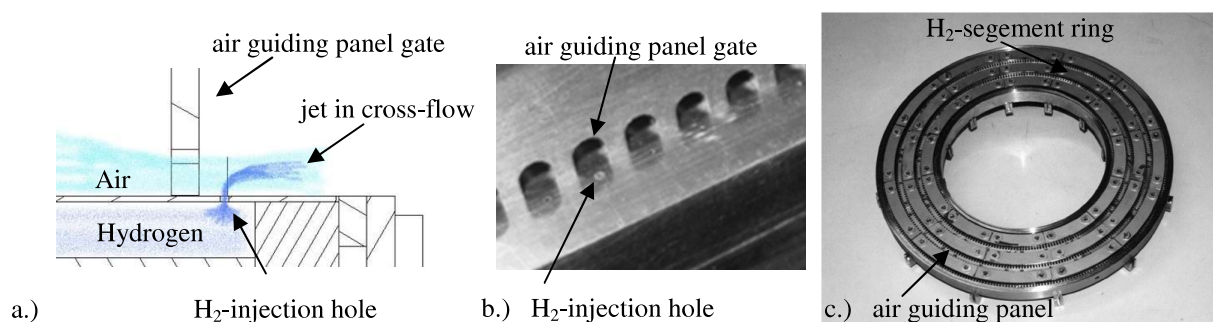 air guiding panel gate
jet in cross-flow
Air
Hydrogen
a.) H₂-injection hole
air guiding panel gate
b.) H₂-injection hole
H₂-segement ring
c.) air guiding panel